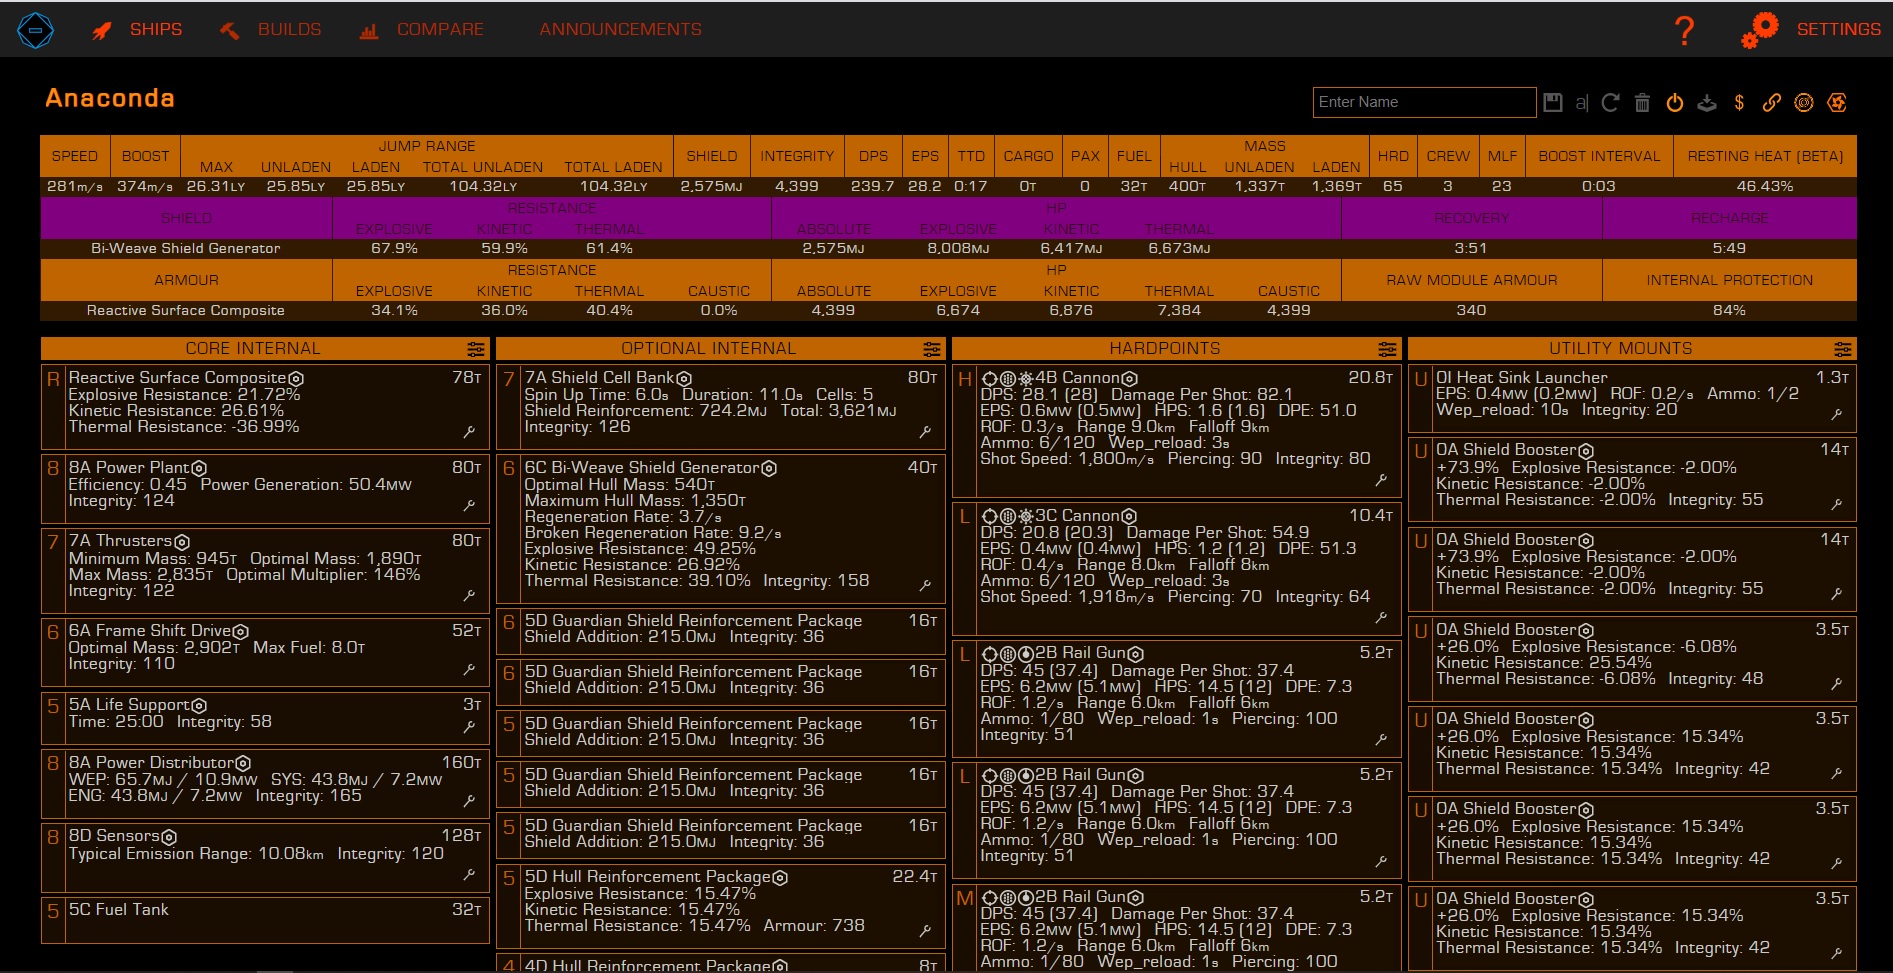 SHIPS BUILDS COMPARE ANNOUNCEMENTS ? SETTINGS
Anaconda
Enter Name a| $
SPEED BOOST JUMP RANGE SHIELD INTEGRITY DPS EPS TTD CARGO PAX FUEL MASS HRD CREW MLF BOOST INTERVAL RESTING HEAT (BETA)
MAX UNLADEN LADEN TOTAL UNLADEN TOTAL LADEN HULL UNLADEN LADEN
281m/s 374m/s 26.31LY 25.85LY 25.85LY 104.32LY 104.32LY 2,575MJ 4,399 239.7 28.2 0:17 0T 0 32T 400T 1,337T 1,369T 65 3 23 0:03 46.43%
SHIELD RESISTANCE HP RECOVERY RECHARGE
EXPLOSIVE KINETIC THERMAL ABSOLUTE EXPLOSIVE KINETIC THERMAL
Bi-Weave Shield Generator 67.9% 59.9% 61.4% 2,575MJ 8,008MJ 6,417MJ 6,673MJ 3:51 5:49
ARMOUR RESISTANCE HP RAW MODULE ARMOUR INTERNAL PROTECTION
EXPLOSIVE KINETIC THERMAL CAUSTIC ABSOLUTE EXPLOSIVE KINETIC THERMAL CAUSTIC
Reactive Surface Composite 34.1% 36.0% 40.4% 0.0% 4,399 6,674 6,876 7,384 4,399 340 84%
CORE INTERNAL
R Reactive Surface Composite 78T
Explosive Resistance: 21.72%
Kinetic Resistance: 26.61%
Thermal Resistance: -36.99%
8 8A Power Plant 80T
Efficiency: 0.45 Power Generation: 50.4MW
Integrity: 124
7 7A Thrusters 80T
Minimum Mass: 945T Optimal Mass: 1,890T
Max Mass: 2,835T Optimal Multiplier: 146%
Integrity: 122
6 6A Frame Shift Drive 52T
Optimal Mass: 2,902T Max Fuel: 8.0T
Integrity: 110
5 5A Life Support 3T
Time: 25:00 Integrity: 58
8 8A Power Distributor 160T
WEP: 65.7MJ / 10.9MW SYS: 43.8MJ / 7.2MW
ENG: 43.8MJ / 7.2MW Integrity: 165
8 8D Sensors 128T
Typical Emission Range: 10.08km Integrity: 120
5 5C Fuel Tank 32T
OPTIONAL INTERNAL
7 7A Shield Cell Bank 80T
Spin Up Time: 6.0s Duration: 11.0s Cells: 5
Shield Reinforcement: 724.2MJ Total: 3,621MJ
Integrity: 126
6 6C Bi-Weave Shield Generator 40T
Optimal Hull Mass: 540T
Maximum Hull Mass: 1,350T
Regeneration Rate: 3.7/s
Broken Regeneration Rate: 9.2/s
Explosive Resistance: 49.25%
Kinetic Resistance: 26.92%
Thermal Resistance: 39.10% Integrity: 158
6 5D Guardian Shield Reinforcement Package 16T
Shield Addition: 215.0MJ Integrity: 36
6 5D Guardian Shield Reinforcement Package 16T
Shield Addition: 215.0MJ Integrity: 36
5 5D Guardian Shield Reinforcement Package 16T
Shield Addition: 215.0MJ Integrity: 36
5 5D Guardian Shield Reinforcement Package 16T
Shield Addition: 215.0MJ Integrity: 36
5 5D Guardian Shield Reinforcement Package 16T
Shield Addition: 215.0MJ Integrity: 36
5 5D Hull Reinforcement Package 22.4T
Explosive Resistance: 15.47%
Kinetic Resistance: 15.47%
Thermal Resistance: 15.47% Armour: 738
4 4D Hull Reinforcement Package 8T
HARDPOINTS
H 4B Cannon 20.8T
DPS: 28.1 (28) Damage Per Shot: 82.1
EPS: 0.6MW (0.5MW) HPS: 1.6 (1.6) DPE: 51.0
ROF: 0.3/s Range 9.0km Falloff 9km
Ammo: 6/120 Wep_reload: 3s
Shot Speed: 1,800m/s Piercing: 90 Integrity: 80
L 3C Cannon 10.4T
DPS: 20.8 (20.3) Damage Per Shot: 54.9
EPS: 0.4MW (0.4MW) HPS: 1.2 (1.2) DPE: 51.3
ROF: 0.4/s Range 8.0km Falloff 8km
Ammo: 6/120 Wep_reload: 3s
Shot Speed: 1,918m/s Piercing: 70 Integrity: 64
L 2B Rail Gun 5.2T
DPS: 45 (37.4) Damage Per Shot: 37.4
EPS: 6.2MW (5.1MW) HPS: 14.5 (12) DPE: 7.3
ROF: 1.2/s Range 6.0km Falloff 6km
Ammo: 1/80 Wep_reload: 1s Piercing: 100
Integrity: 51
L 2B Rail Gun 5.2T
DPS: 45 (37.4) Damage Per Shot: 37.4
EPS: 6.2MW (5.1MW) HPS: 14.5 (12) DPE: 7.3
ROF: 1.2/s Range 6.0km Falloff 6km
Ammo: 1/80 Wep_reload: 1s Piercing: 100
Integrity: 51
M 2B Rail Gun 5.2T
DPS: 45 (37.4) Damage Per Shot: 37.4
EPS: 6.2MW (5.1MW) HPS: 14.5 (12) DPE: 7.3
ROF: 1.2/s Range 6.0km Falloff 6km
Ammo: 1/80 Wep_reload: 1s Piercing: 100
UTILITY MOUNTS
U 0I Heat Sink Launcher 1.3T
EPS: 0.4MW (0.2MW) ROF: 0.2/s Ammo: 1/2
Wep_reload: 10s Integrity: 20
U 0A Shield Booster 14T
+73.9% Explosive Resistance: -2.00%
Kinetic Resistance: -2.00%
Thermal Resistance: -2.00% Integrity: 55
U 0A Shield Booster 14T
+73.9% Explosive Resistance: -2.00%
Kinetic Resistance: -2.00%
Thermal Resistance: -2.00% Integrity: 55
U 0A Shield Booster 3.5T
+26.0% Explosive Resistance: -6.08%
Kinetic Resistance: 25.54%
Thermal Resistance: -6.08% Integrity: 48
U 0A Shield Booster 3.5T
+26.0% Explosive Resistance: 15.34%
Kinetic Resistance: 15.34%
Thermal Resistance: 15.34% Integrity: 42
U 0A Shield Booster 3.5T
+26.0% Explosive Resistance: 15.34%
Kinetic Resistance: 15.34%
Thermal Resistance: 15.34% Integrity: 42
U 0A Shield Booster 3.5T
+26.0% Explosive Resistance: 15.34%
Kinetic Resistance: 15.34%
Thermal Resistance: 15.34% Integrity: 42